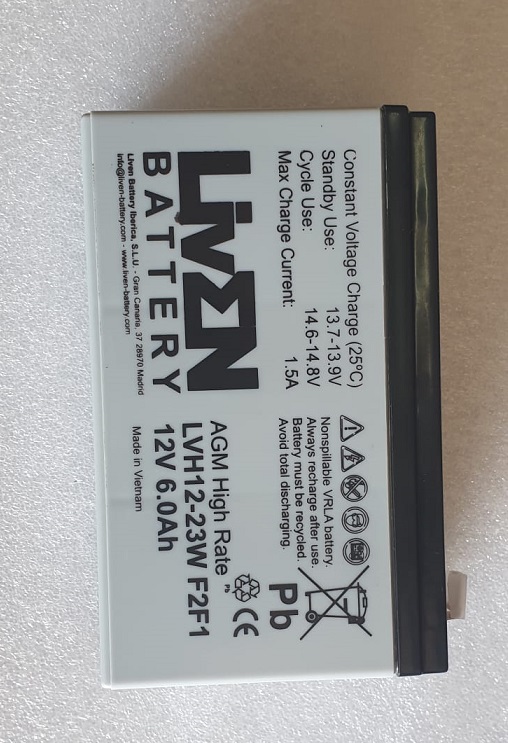 Constant Voltage Charge (25ºC)
Standby Use: 13.7-13.9V
Cycle Use: 14.6-14.8V
Max Charge Current: 1.5A
LiVEN
BATTERY
Liven Battery Iberica, S.L.U. - Gran Canaria, 37 28970 Madrid
info@liven-battery.com - www.liven-battery.com
Nonspillable VRLA battery.
Always recharge after use.
Battery must be recycled.
Avoid total discharging.
Pb
Pb
CE
AGM High Rate
LVH12-23W F2F1
12V 6.0Ah
Made in Vietnam